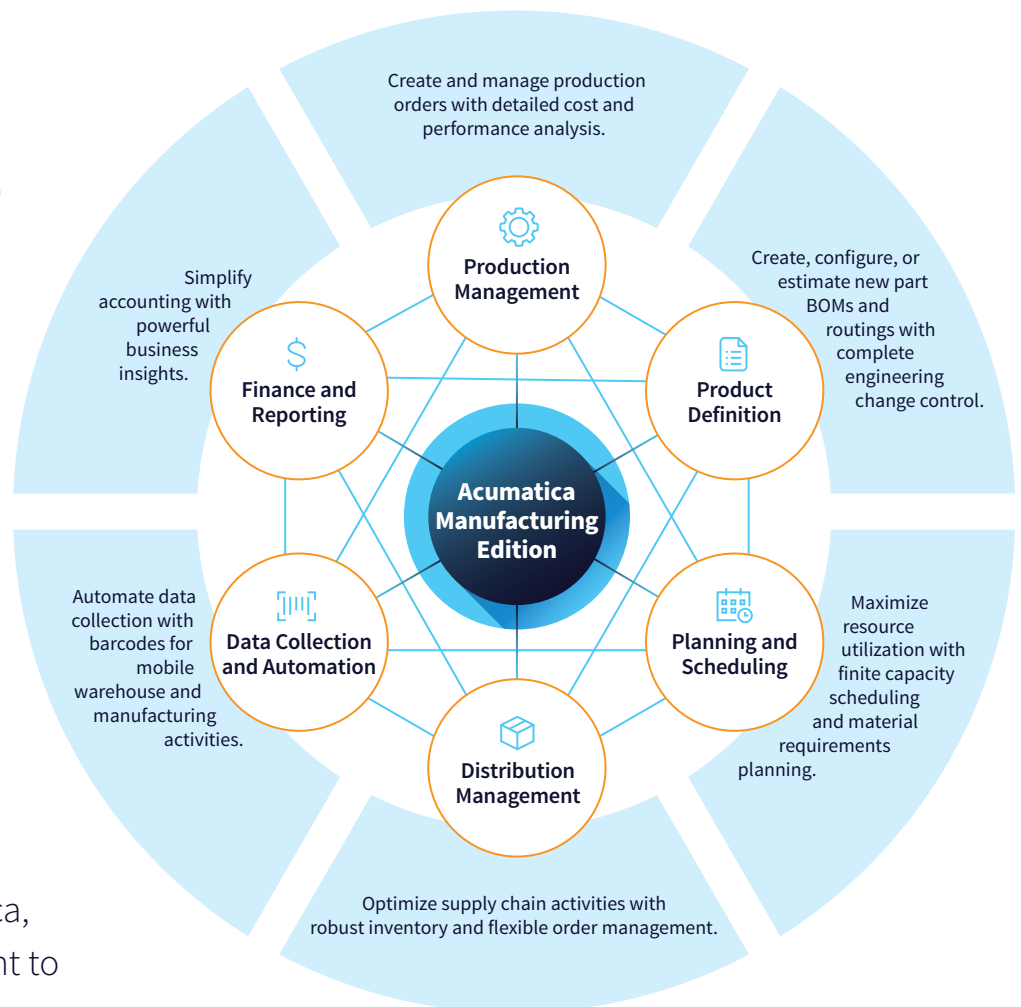 Create and manage production
orders with detailed cost and
performance analysis.
Production
Management
Simplify
accounting with
powerful
business
insights.
Finance and
Reporting
Create, configure, or
estimate new part
BOMs and
routings with
complete
engineering
change control.
Product
Definition
Acumatica
Manufacturing
Edition
Automate data
collection with
barcodes for
mobile
warehouse and
manufacturing
activities.
Data Collection
and Automation
Planning and
Scheduling
Maximize
resource
utilization with
finite capacity
scheduling
and material
requirements
planning.
Distribution
Management
Optimize supply chain activities with
robust inventory and flexible order management.
ca,
nt to